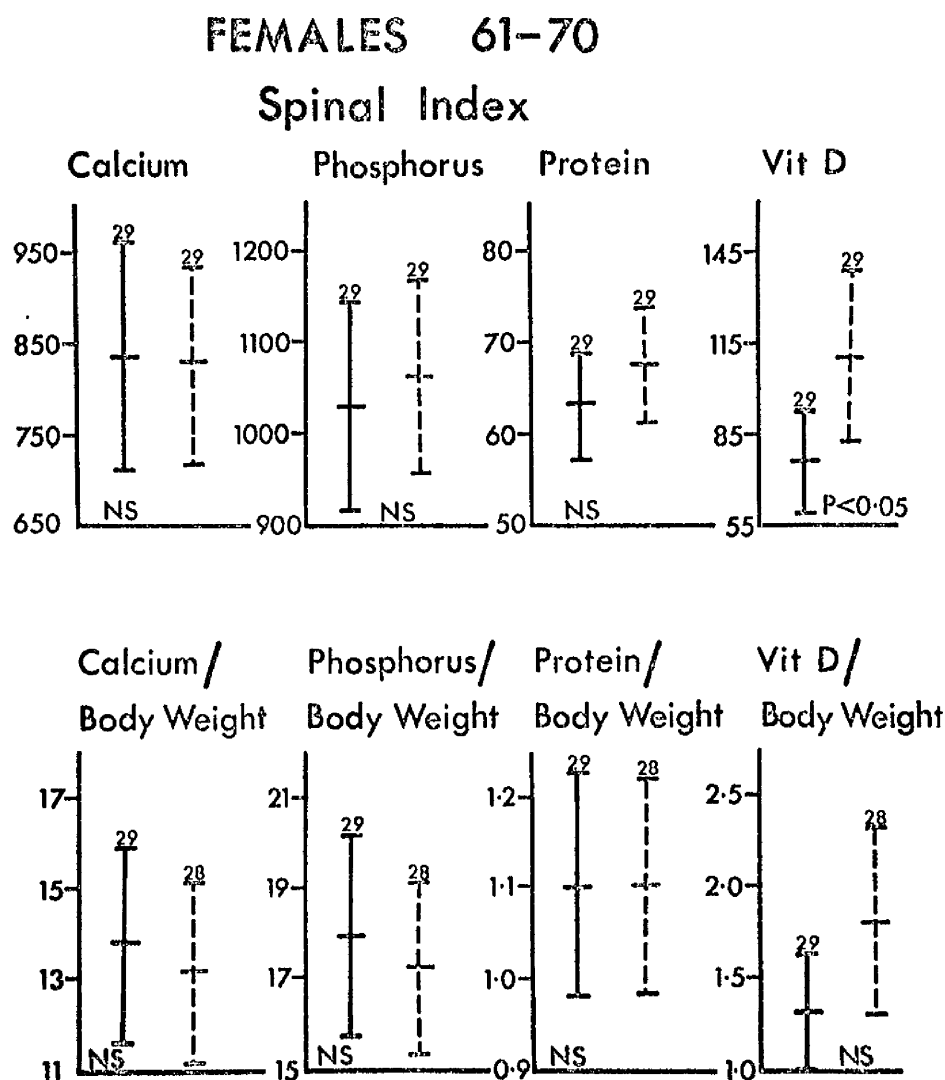 FEMALES 61-70
Spinal Index
Calcium Phosphorus Protein Vit D
950 29 29
850
750
650 NS
1200 29 29
1100
1000
900 NS
80 29 29
70
60
50 NS
145 29 29
115
85
55 P<0·05
Calcium/ Phosphorus/ Protein/ Vit D/
Body Weight Body Weight Body Weight Body Weight
17 29 28
15
13
11 NS
21 29 28
19
17
15 NS
1·2 29 28
1·1
1·0
0·9 NS
2·5 29 28
2·0
1·5
1·0 NS